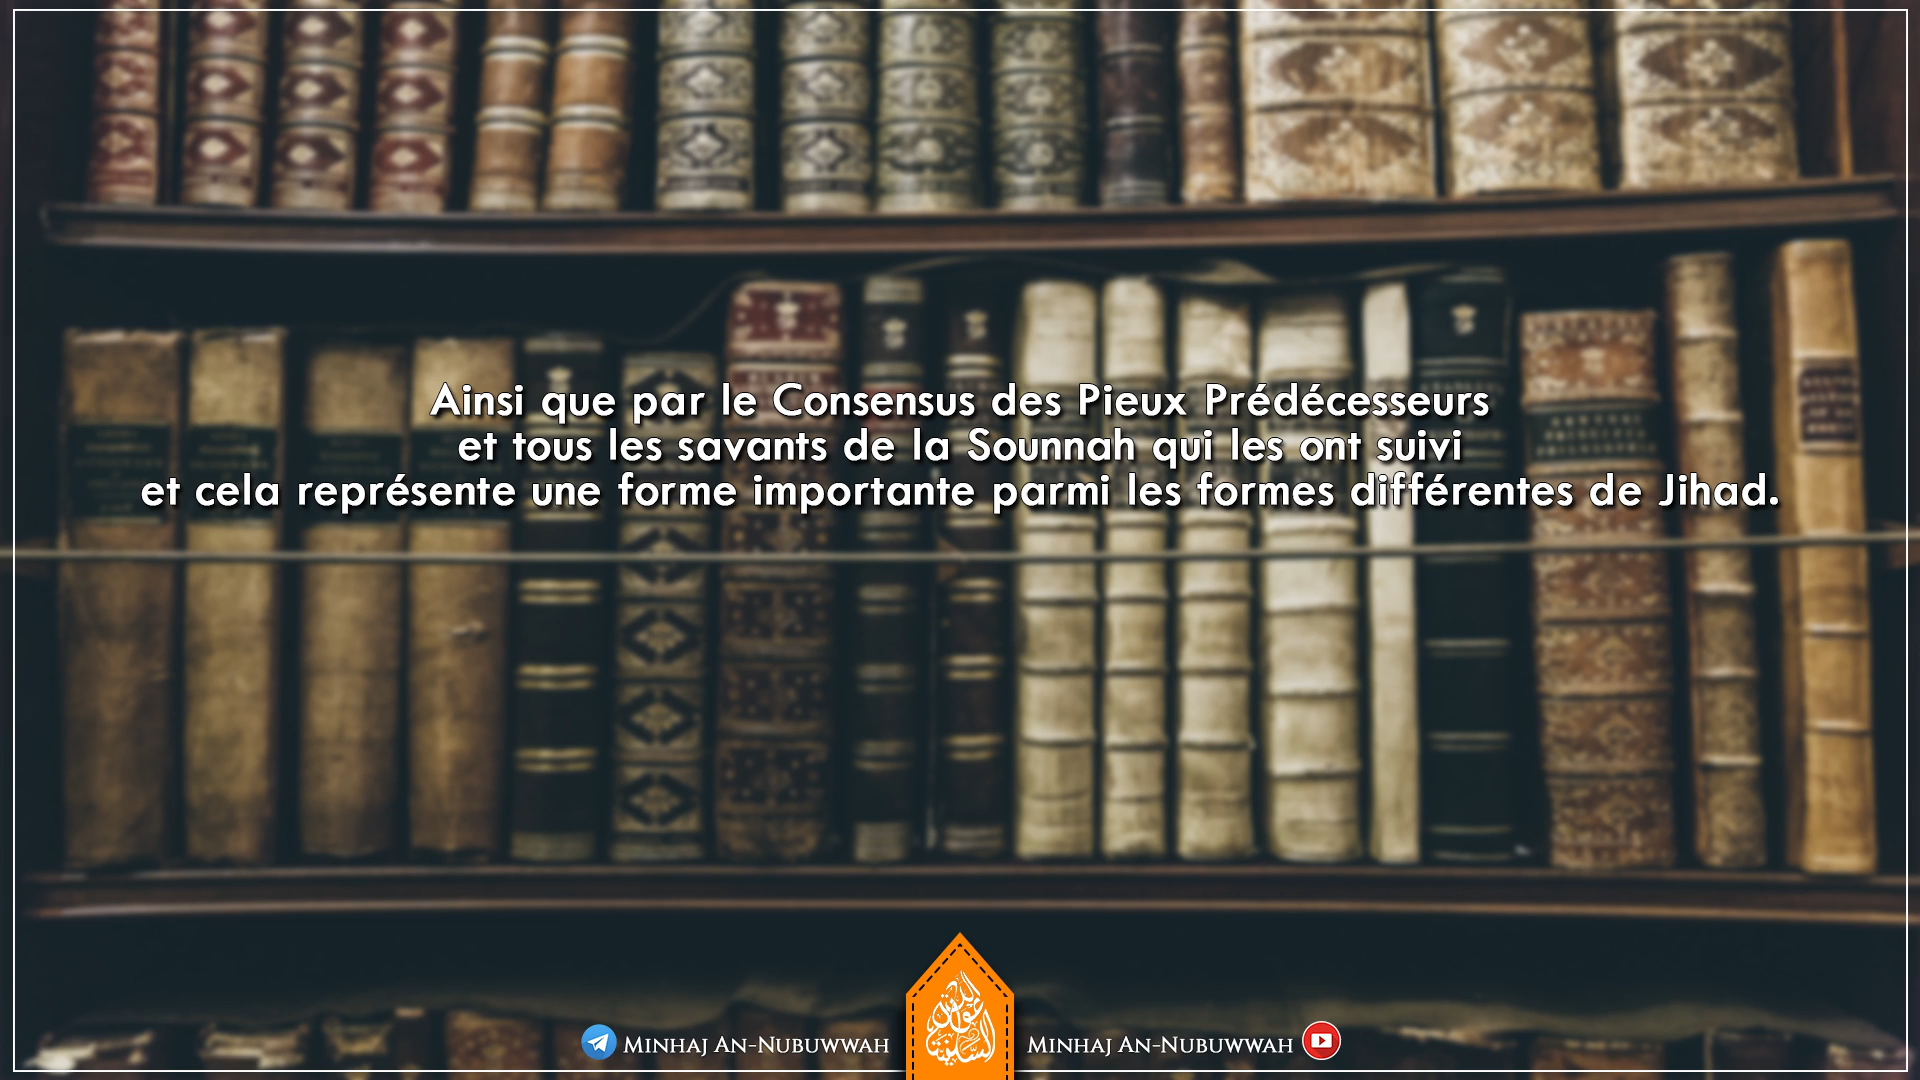 Ainsi que par le Consensus des Pieux Prédécesseurs
et tous les savants de la Sounnah qui les ont suivi
et cela représente une forme importante parmi les formes différentes de Jihad.
Minhaj An-Nubuwwah
Minhaj An-Nubuwwah